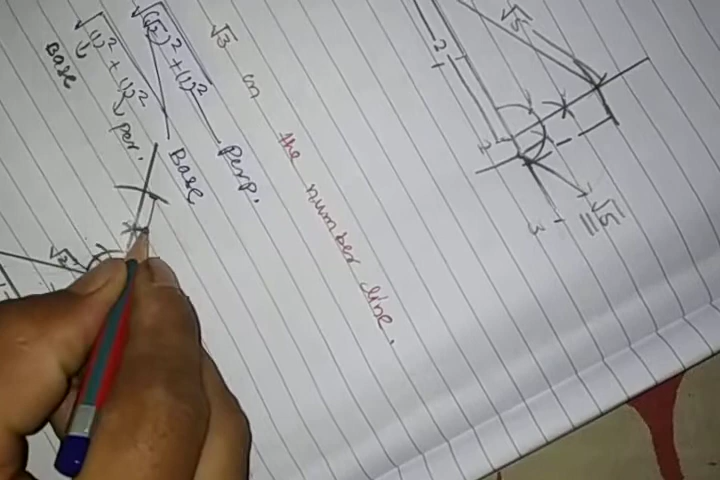 √3 on the number line.
√(√2)² + (1)²
Perp.
Base
√(1)² + (1)²
Base
per.
√2
√5
2
1
2
3
1
√5